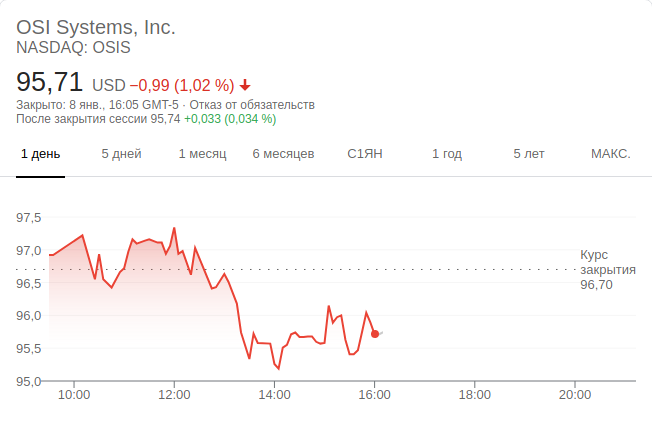 OSI Systems, Inc.
NASDAQ: OSIS
95,71 USD −0,99 (1,02 %)
Закрыто: 8 янв., 16:05 GMT-5 · Отказ от обязательств
После закрытия сессии 95,74 +0,033 (0,034 %)
1 день 5 дней 1 месяц 6 месяцев С1ЯН 1 год 5 лет МАКС.
97,5
97,0
96,5
96,0
95,5
95,0
Курс
закрытия
96,70
10:00 12:00 14:00 16:00 18:00 20:00